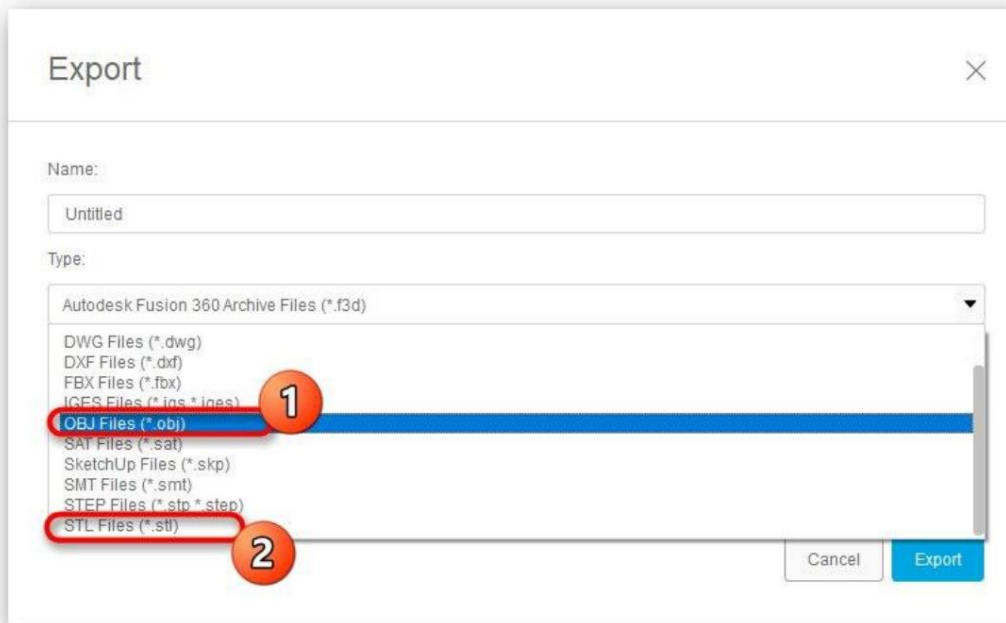 Export
Name:
Untitled
Type:
Autodesk Fusion 360 Archive Files (*.f3d)
DWG Files (*.dwg)
DXF Files (*.dxf)
FBX Files (*.fbx)
IGES Files (*.igs *.iges)
1
OBJ Files (*.obj)
SAT Files (*.sat)
SketchUp Files (*.skp)
SMT Files (*.smt)
STEP Files (*.stp *.step)
STL Files (*.stl)
2
Cancel
Export